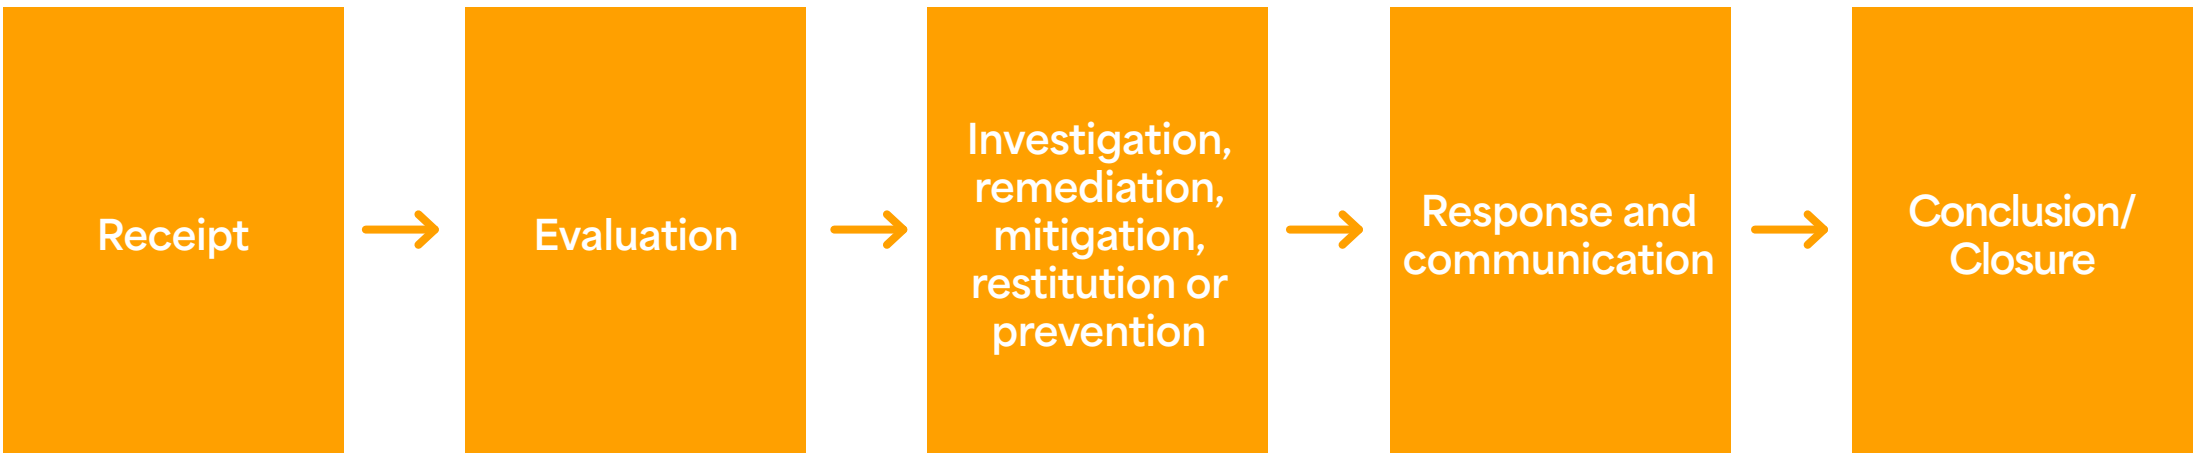 Receipt
Evaluation
Investigation,
remediation,
mitigation,
restitution or
prevention
Response and
communication
Conclusion/
Closure